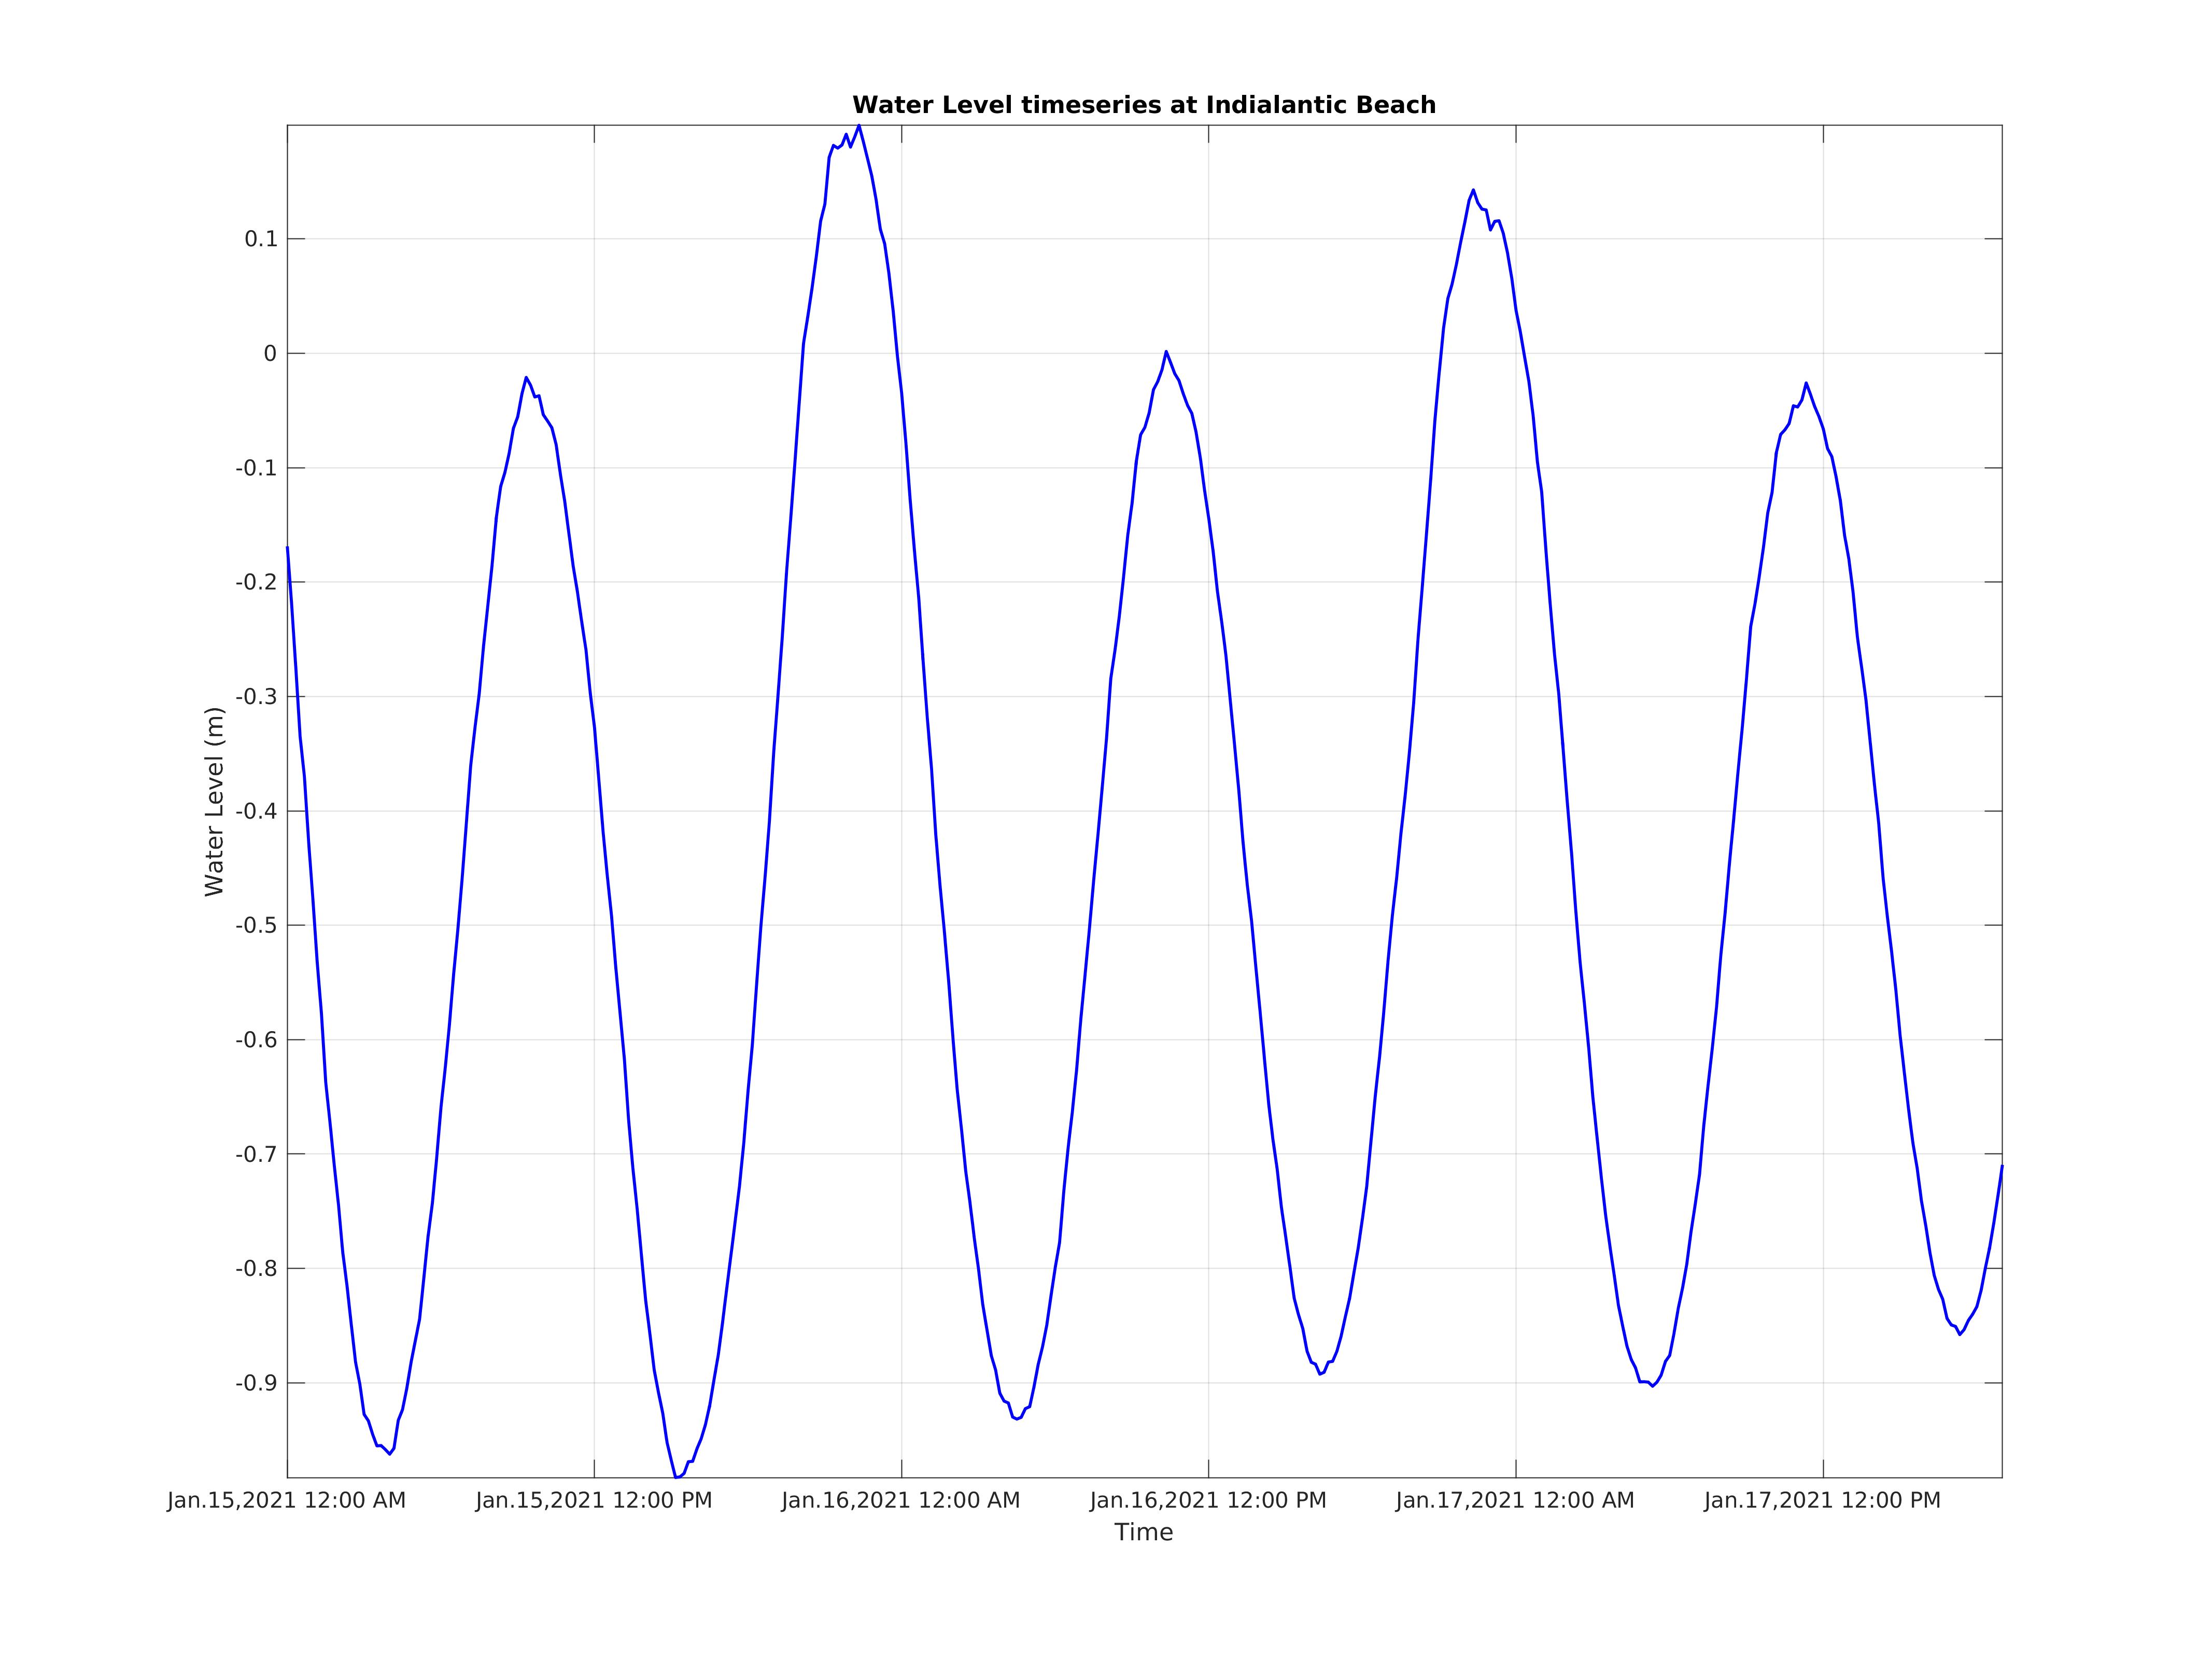 Water Level timeseries at Indialantic Beach
0.1
0
-0.1
-0.2
-0.3
-0.4
-0.5
-0.6
-0.7
-0.8
-0.9
Water Level (m)
Jan.15,2021 12:00 AM
Jan.15,2021 12:00 PM
Jan.16,2021 12:00 AM
Jan.16,2021 12:00 PM
Jan.17,2021 12:00 AM
Jan.17,2021 12:00 PM
Time